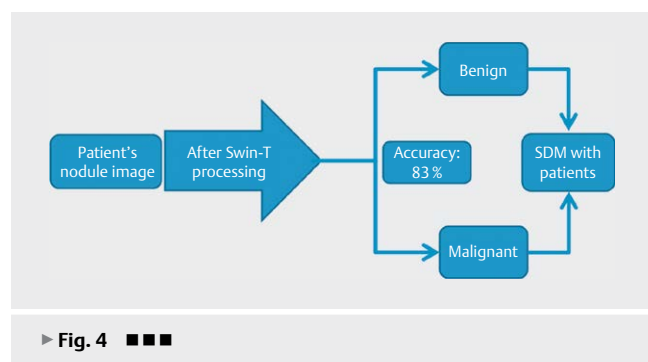 Patient's
nodule image
After Swin-T
processing
Benign
Accuracy:
83 %
Malignant
SDM with
patients
▶ Fig. 4 ■■■